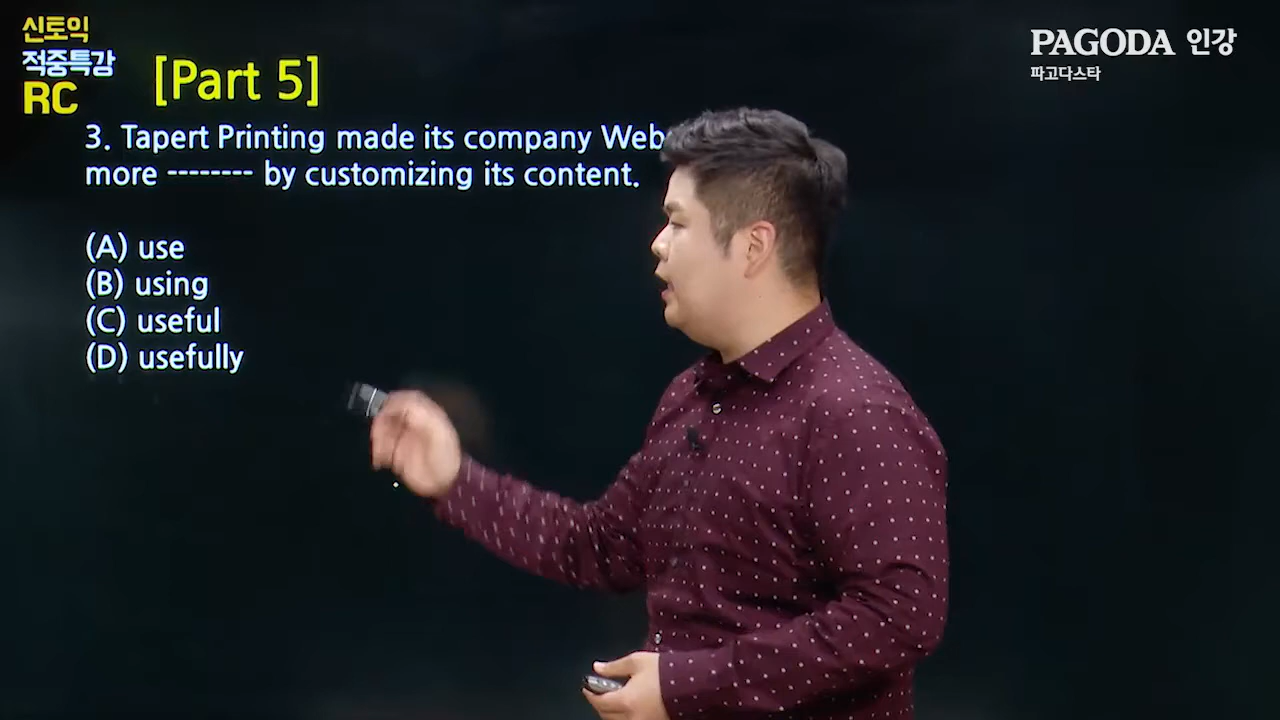 신토익
적중특강
RC
[Part 5]
PAGODA 인강
파고다스타
3. Tapert Printing made its company Web
more -------- by customizing its content.
(A) use
(B) using
(C) useful
(D) usefully